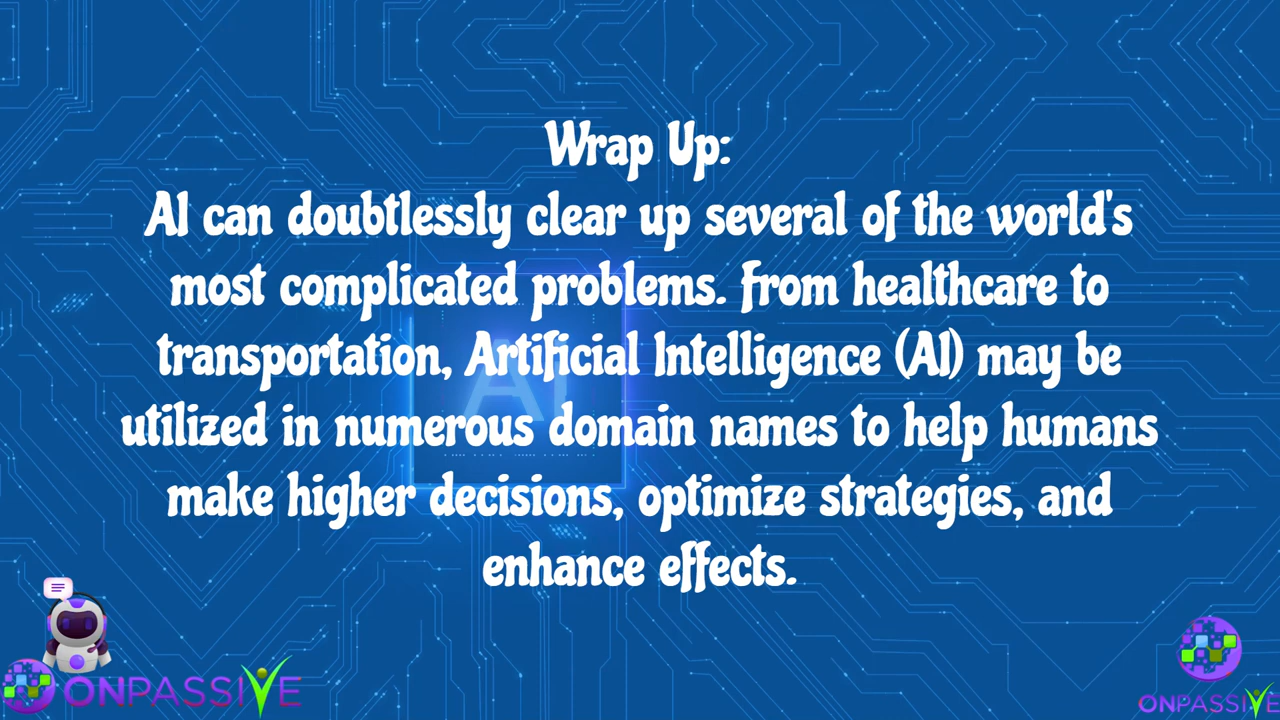 Wrap Up:
AI can doubtlessly clear up several of the world's
most complicated problems. From healthcare to
transportation, Artificial Intelligence (AI) may be
utilized in numerous domain names to help humans
make higher decisions, optimize strategies, and
enhance effects.
AI
ONPASSIVE
ONPASSIVE